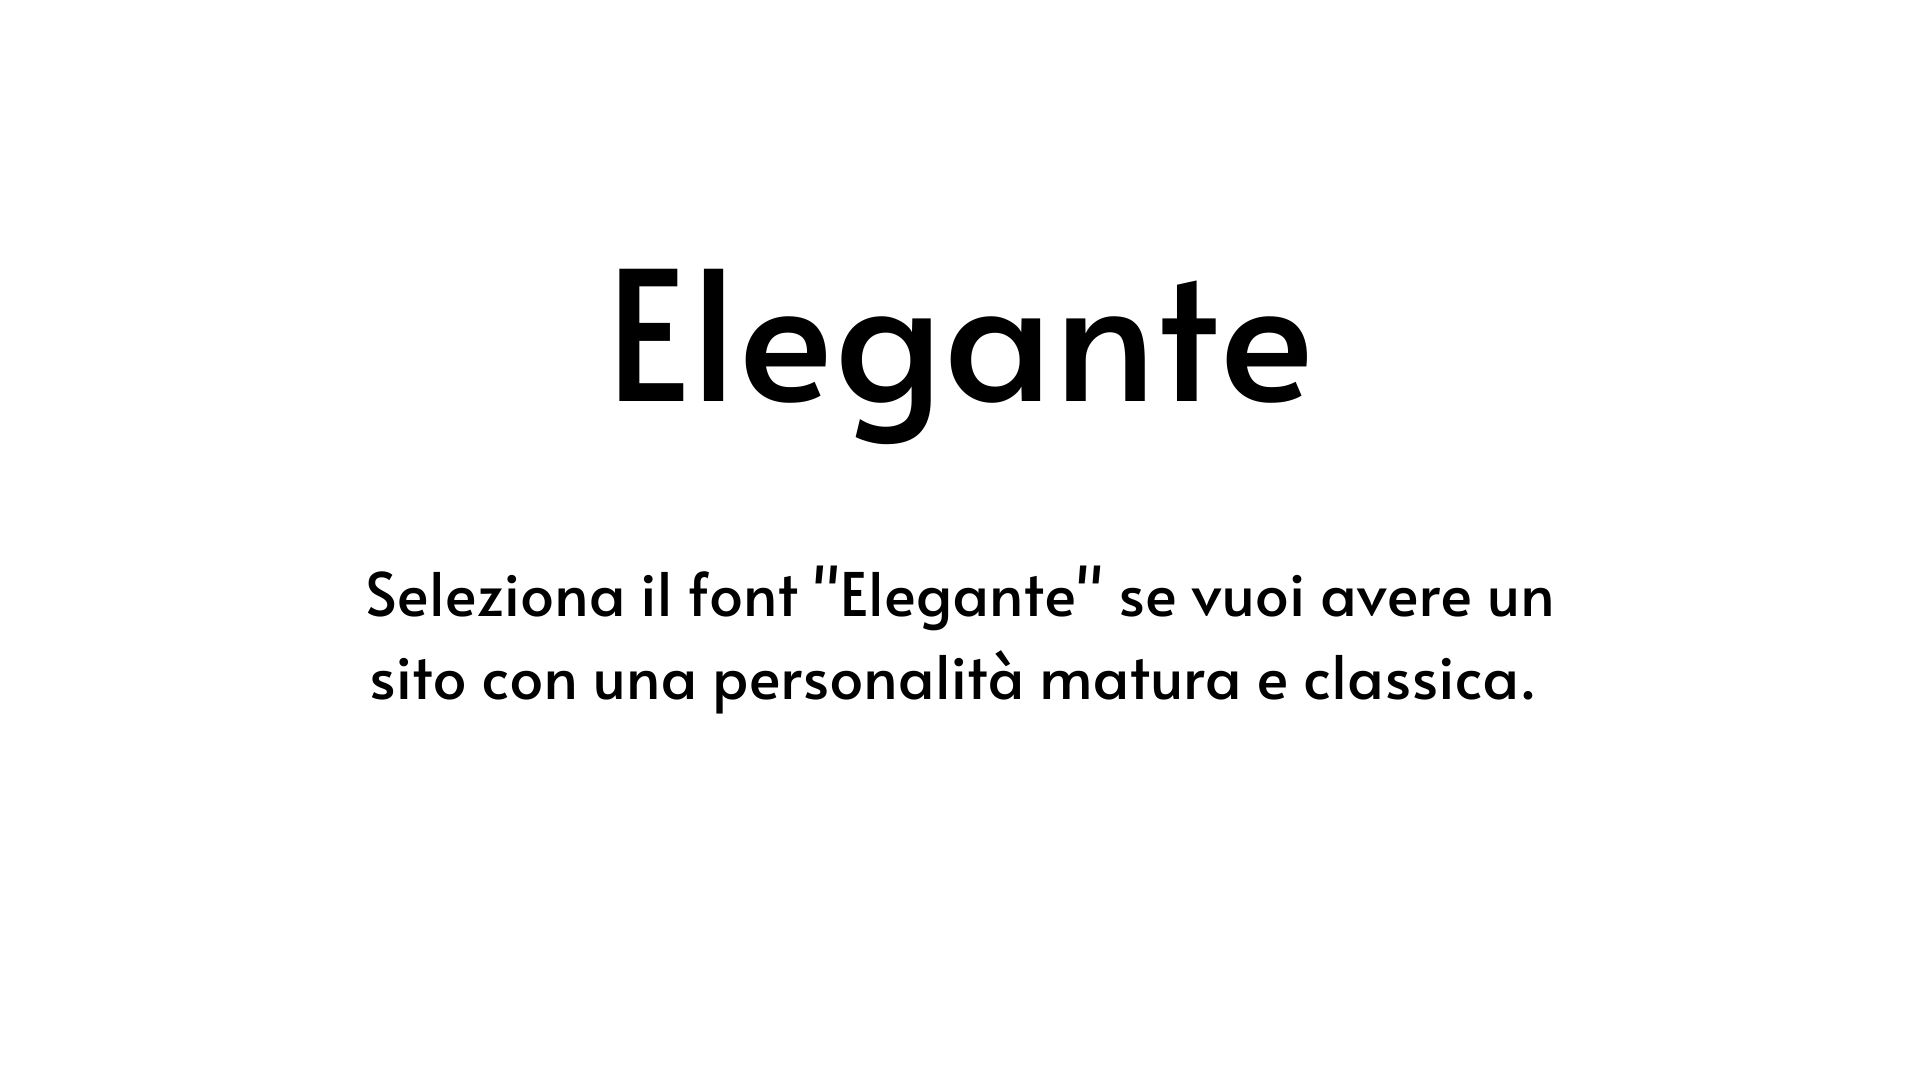 Elegante
Seleziona il font "Elegante" se vuoi avere un
sito con una personalità matura e classica.